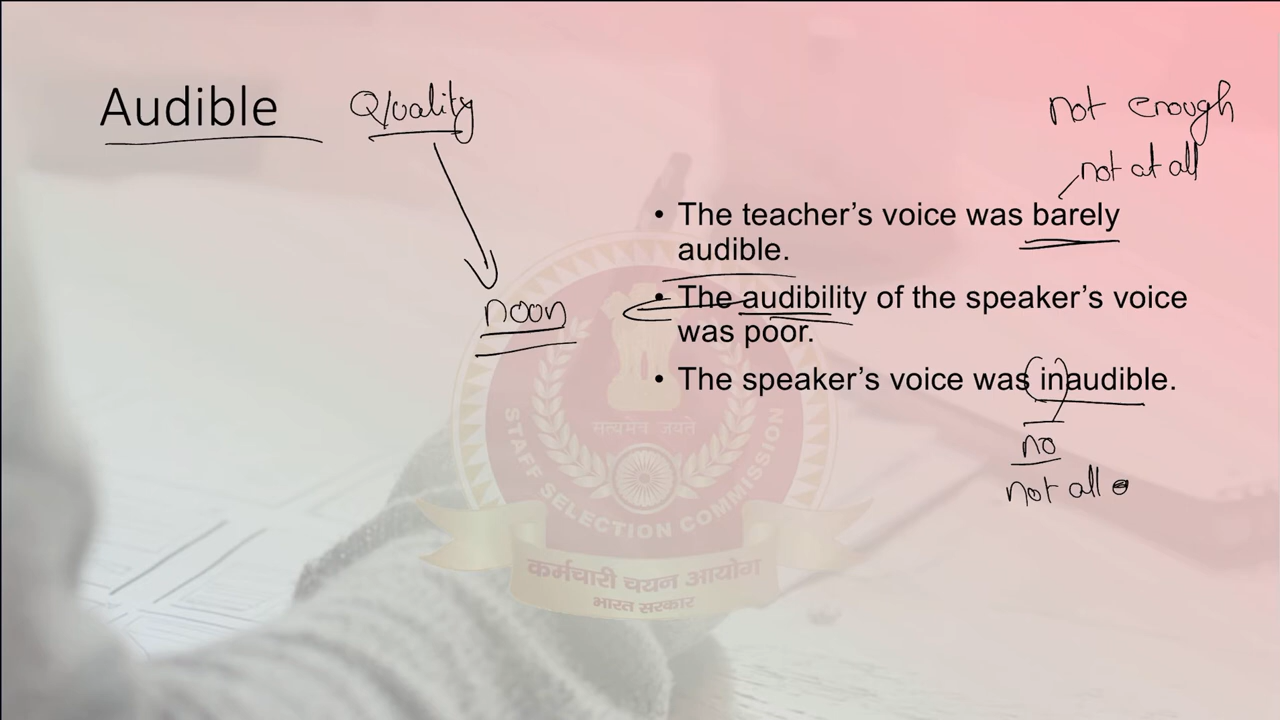 Audible
Quality
not enough
not at all
• The teacher's voice was barely
audible.
noon
• The audibility of the speaker's voice
was poor.
• The speaker's voice was inaudible.
no
not all
सत्यमेव जयते
STAFF SELECTION COMMISSION
कर्मचारी चयन आयोग
भारत सरकार